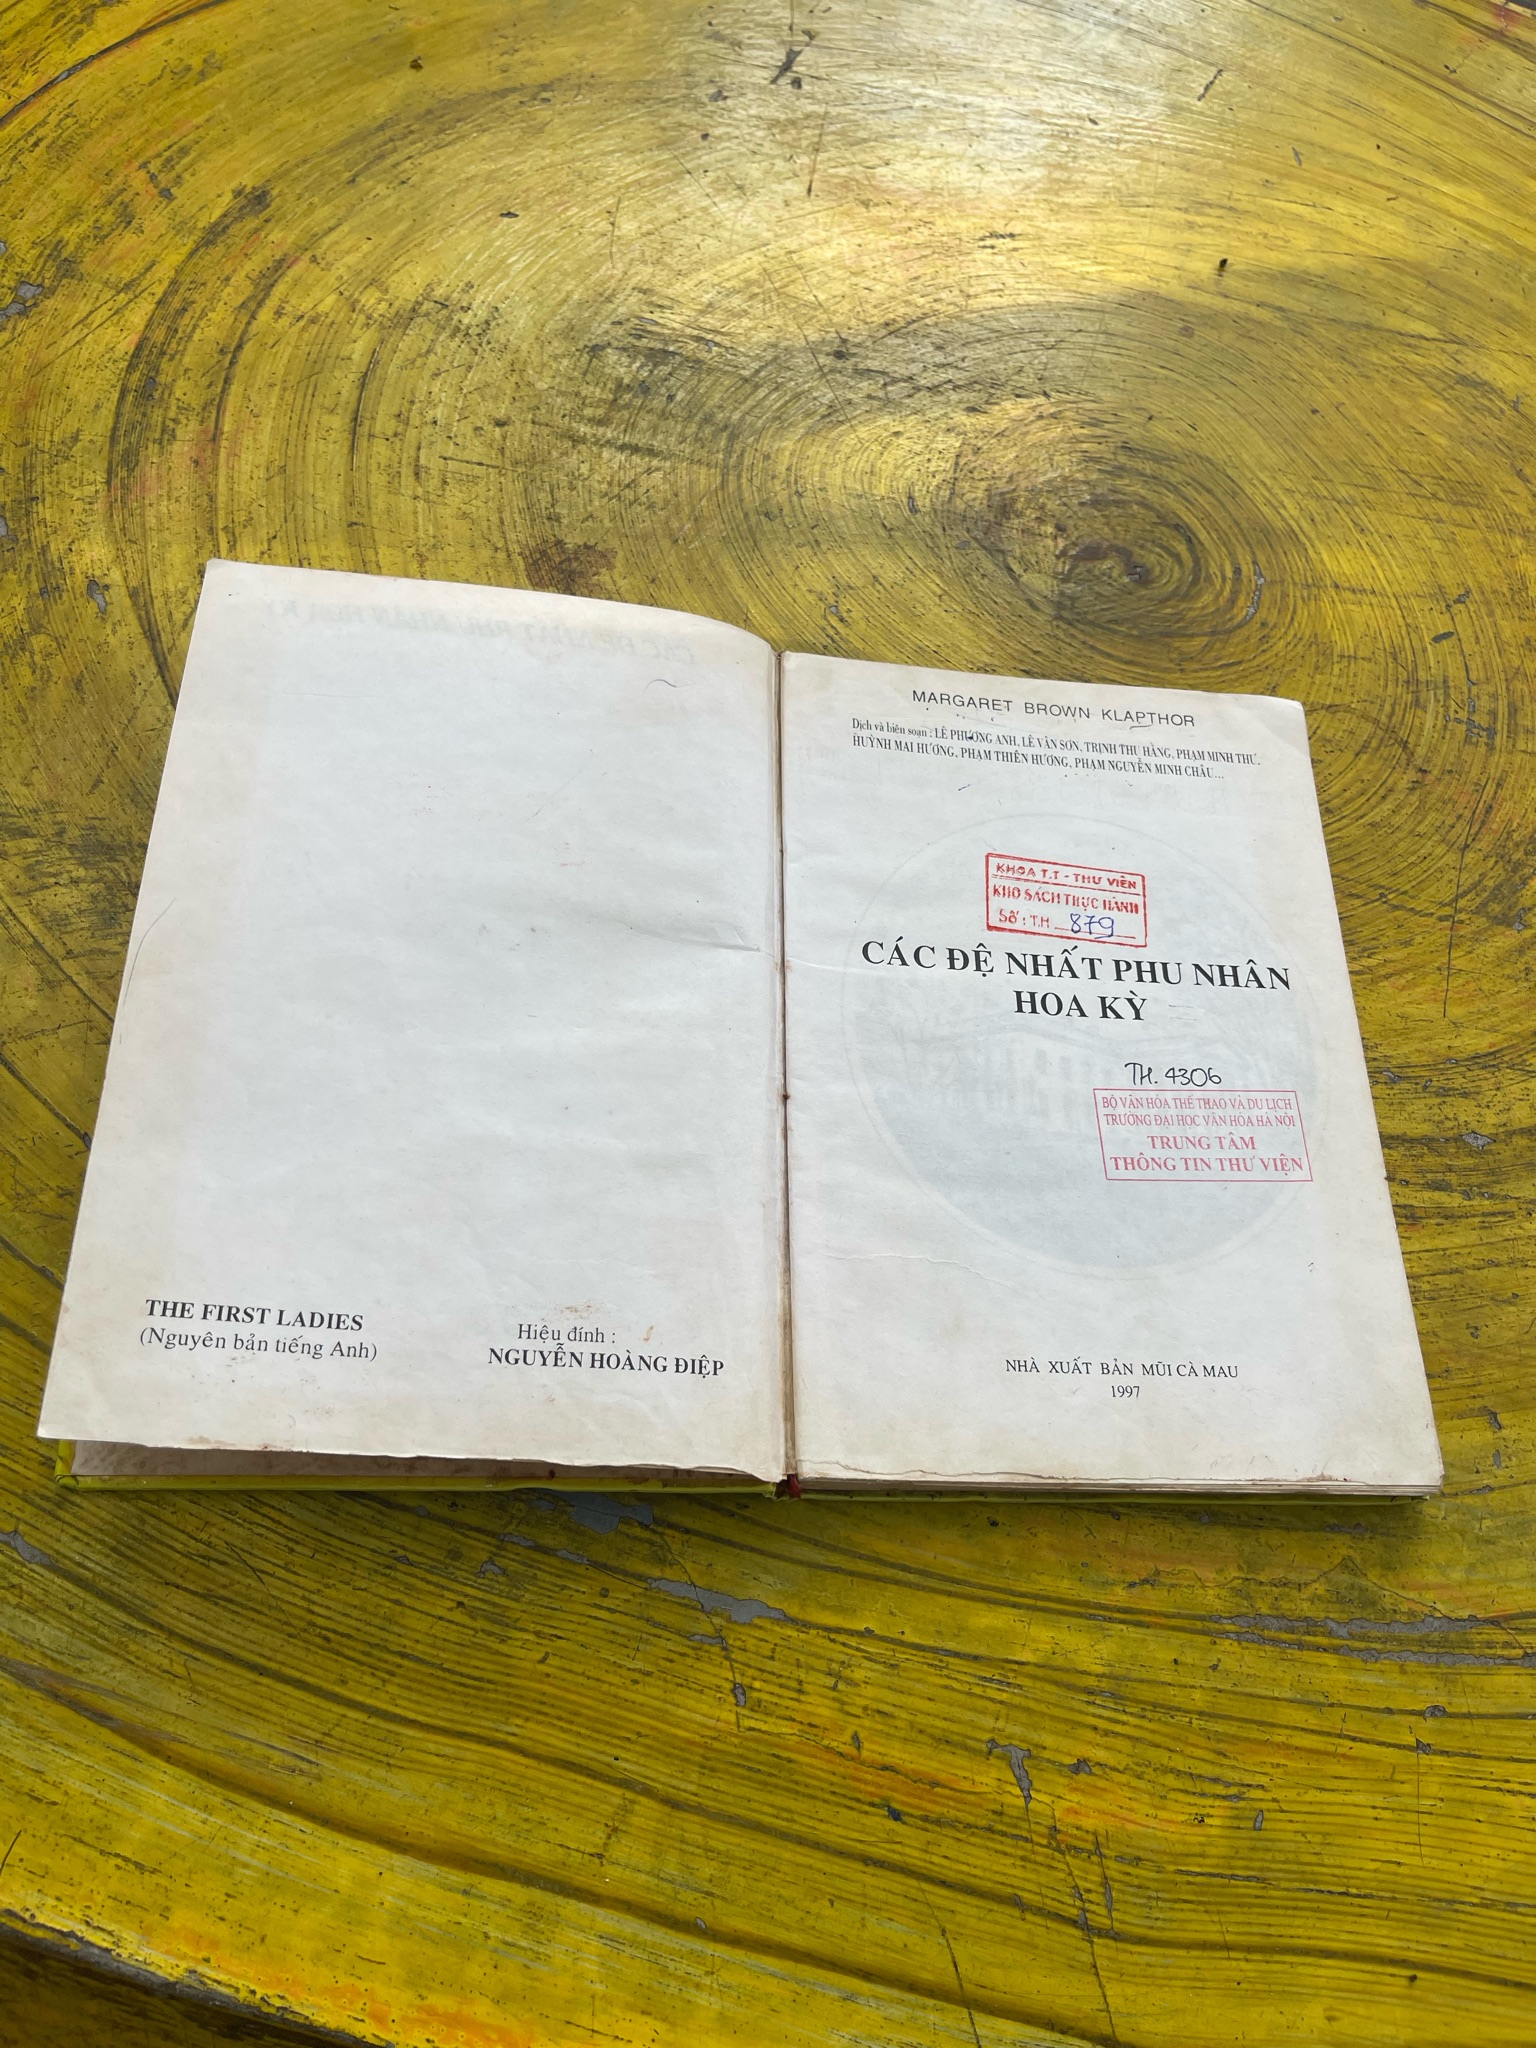 THE FIRST LADIES
(Nguyên bản tiếng Anh)
Hiệu đính :
NGUYỄN HOÀNG ĐIỆP
MARGARET BROWN KLAPTHOR
Dịch và biên soạn : LÊ PHƯƠNG ANH, LÊ VĂN SƠN, TRỊNH THU HẰNG, PHẠM MINH THƯ.
HUỲNH MAI HƯƠNG, PHẠM THIÊN HƯƠNG, PHẠM NGUYỄN MINH CHÂU...
KHOA T.T - THƯ VIÊN
KHO SÁCH THỰC HÀNH
Số : T.H 879
CÁC ĐỆ NHẤT PHU NHÂN
HOA KỲ
TH. 4306
BỘ VĂN HÓA THỂ THAO VÀ DU LỊCH
TRƯỜNG ĐẠI HỌC VĂN HÓA HÀ NỘI
TRUNG TÂM
THÔNG TIN THƯ VIỆN
NHÀ XUẤT BẢN MŨI CÀ MAU
1997